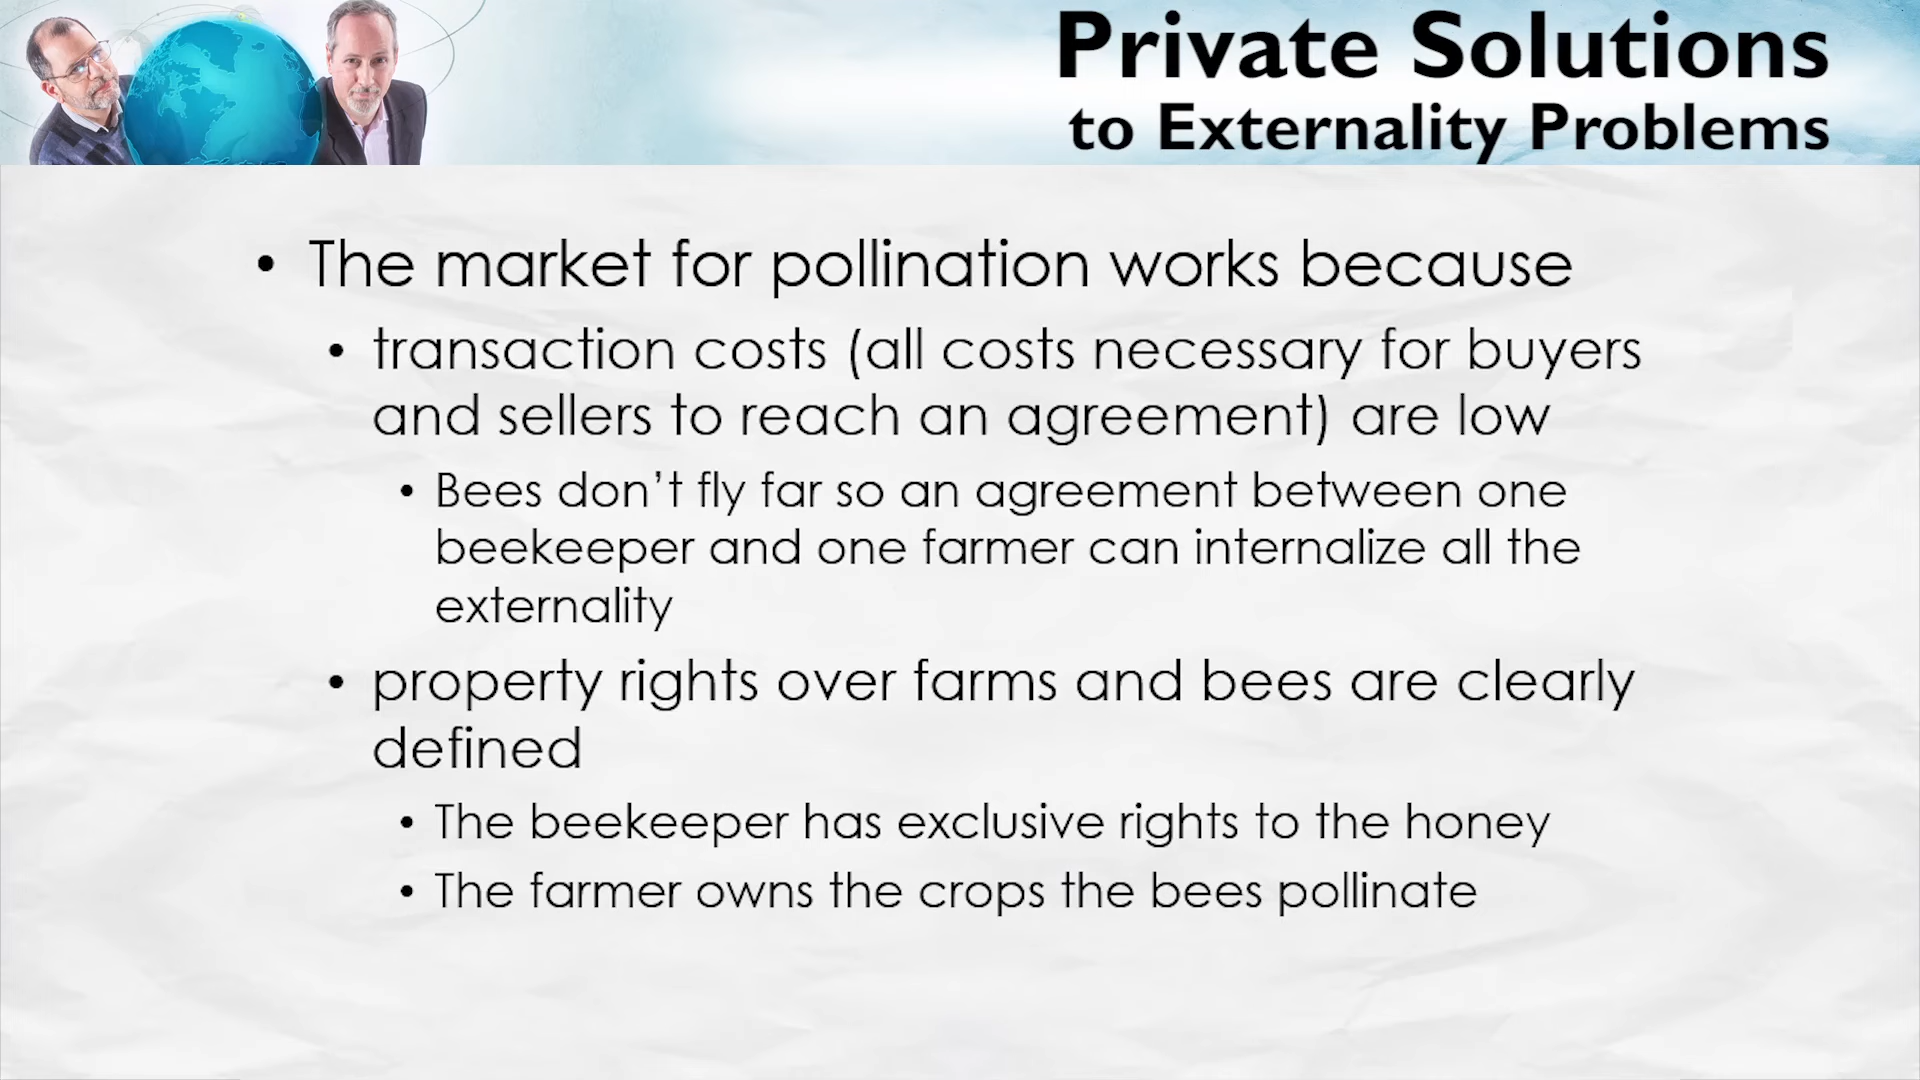 Private Solutions
to Externality Problems
• The market for pollination works because
• transaction costs (all costs necessary for buyers
and sellers to reach an agreement) are low
• Bees don’t fly far so an agreement between one
beekeeper and one farmer can internalize all the
externality
• property rights over farms and bees are clearly
defined
• The beekeeper has exclusive rights to the honey
• The farmer owns the crops the bees pollinate